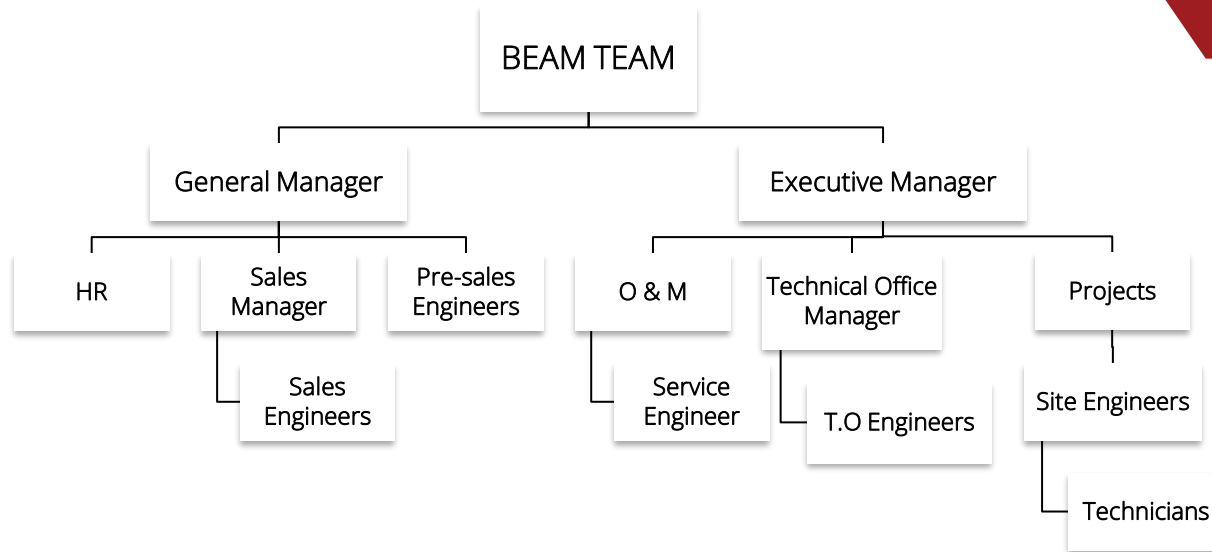 BEAM TEAM
General Manager
Executive Manager
HR
Sales
Manager
Pre-sales
Engineers
O & M
Technical Office
Manager
Projects
Sales
Engineers
Service
Engineer
T.O Engineers
Site Engineers
Technicians